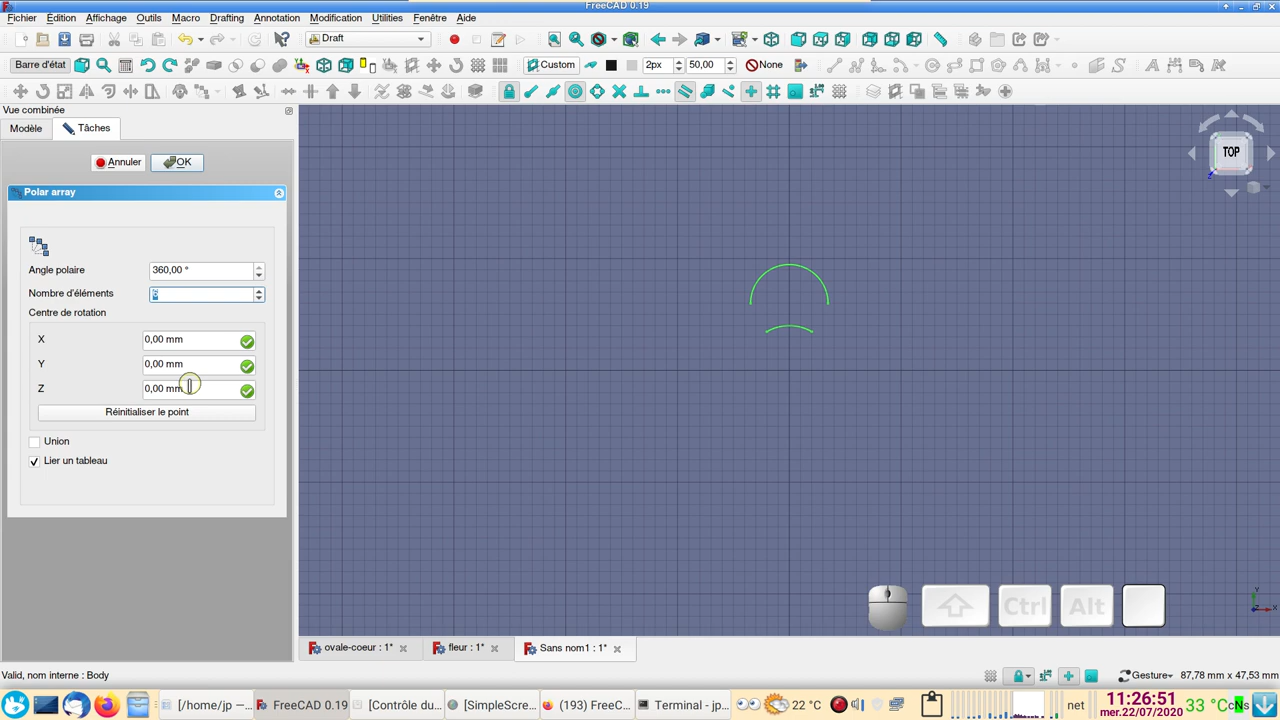 FreeCAD 0.19
Fichier Édition Affichage Outils Macro Drafting Annotation Modification Utilities Fenêtre Aide
Draft
Barre d'état Custom 2px 50,00 None
Vue combinée
Modèle Tâches
Annuler OK
Polar array
Angle polaire 360,00 °
Nombre d'éléments
Centre de rotation
X 0,00 mm
Y 0,00 mm
Z 0,00 mm
Réinitialiser le point
Union
Lier un tableau
TOP
Ctrl Alt
ovale-coeur : 1* fleur : 1* Sans nom1 : 1*
Valid, nom interne : Body Gesture 87,78 mm x 47,53 mm
[/home/jp — ... FreeCAD 0.19 [Contrôle du... [SimpleScre... (193) FreeC... Terminal - jp... 22 °C net 11:26:51 33 °C
mer.22/07/2020